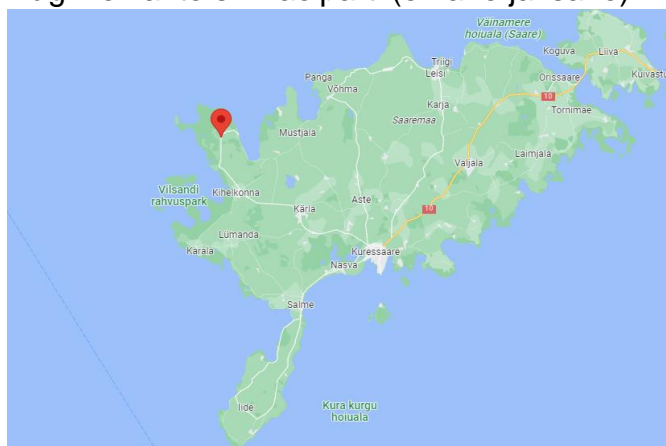 Väinamere
hoiuala (Saare)
Koguva
Liiva
Triigi
Leisi
Panga
Võhma
Orissaare
Kuivastu
10
Tornimäe
Karja
Saaremaa
Mustjala
Laimjala
Valjala
Vilsandi
rahvuspark
Kihelkonna
Kärla
Aste
10
Lümanda
Karala
Kuressaare
Nasva
Salme
Iide
Kura kurgu
hoiuala